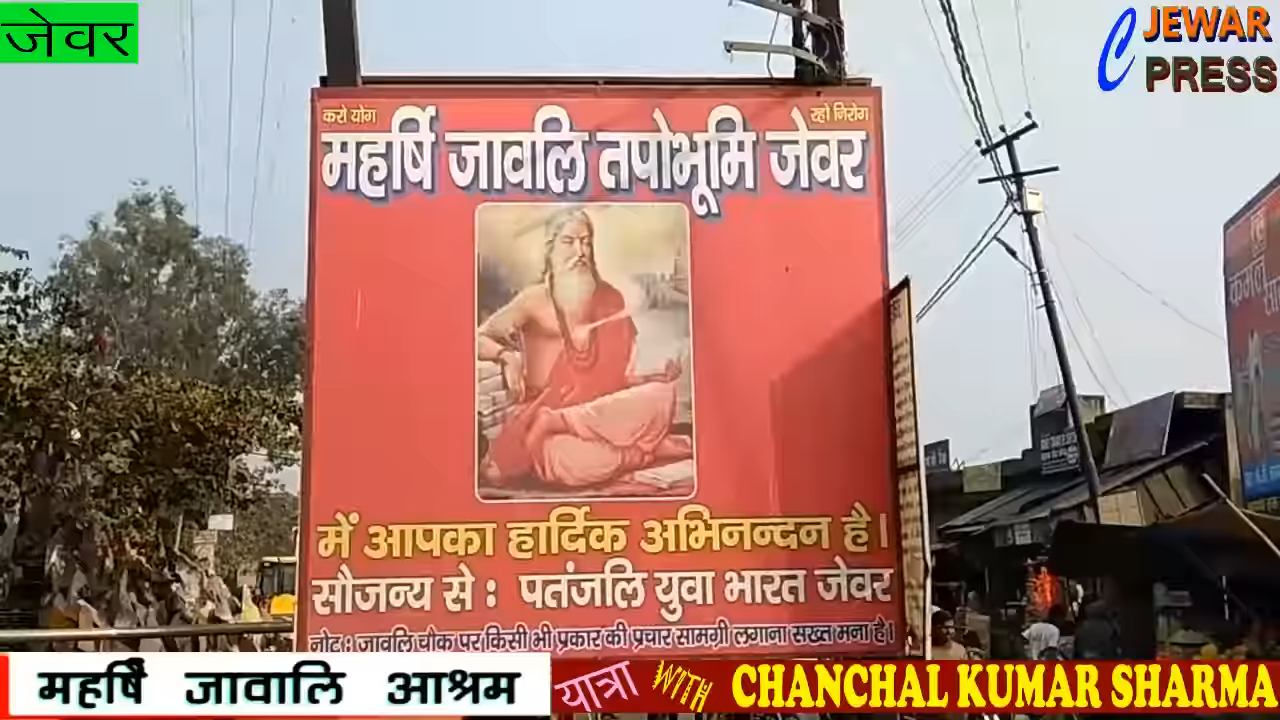 जेवर
JEWAR
PRESS
करो योग
रहो निरोग
महर्षि जावलि तपोभूमि जेवर
में आपका हार्दिक अभिनन्दन है।
सौजन्य से : पतंजलि युवा भारत जेवर
नोट : जावलि चौक पर किसी भी प्रकार की प्रचार सामग्री लगाना सख्त मना है।
महर्षि जावालि आश्रम
यात्रा WITH CHANCHAL KUMAR SHARMA